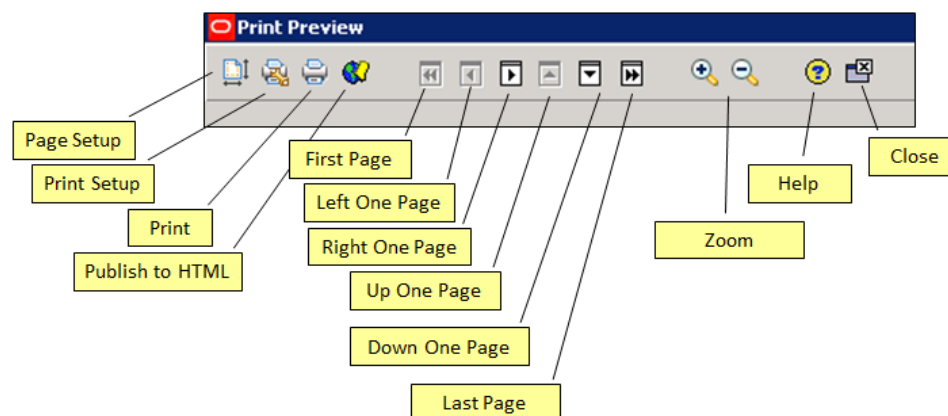 Print Preview
Page Setup
Print Setup
Print
Publish to HTML
First Page
Left One Page
Right One Page
Up One Page
Down One Page
Last Page
Zoom
Help
Close